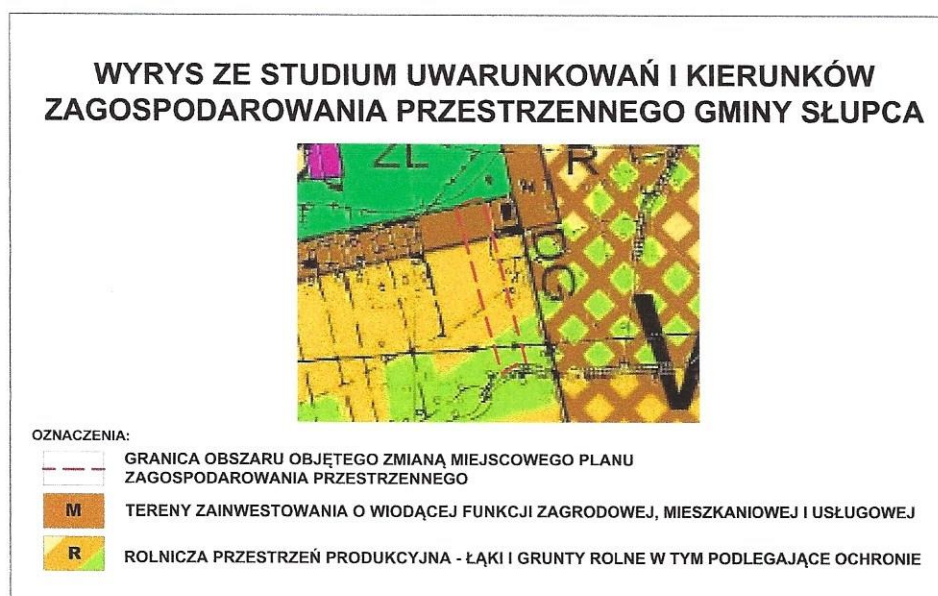 WYRYS ZE STUDIUM UWARUNKOWAŃ I KIERUNKÓW
ZAGOSPODAROWANIA PRZESTRZENNEGO GMINY SŁUPCA
ZL
R
M
DG
V
OZNACZENIA:
GRANICA OBSZARU OBJĘTEGO ZMIANĄ MIEJSCOWEGO PLANU
ZAGOSPODAROWANIA PRZESTRZENNEGO
M TERENY ZAINWESTOWANIA O WIODĄCEJ FUNKCJI ZAGRODOWEJ, MIESZKANIOWEJ I USŁUGOWEJ
R ROLNICZA PRZESTRZEŃ PRODUKCYJNA - ŁĄKI I GRUNTY ROLNE W TYM PODLEGAJĄCE OCHRONIE